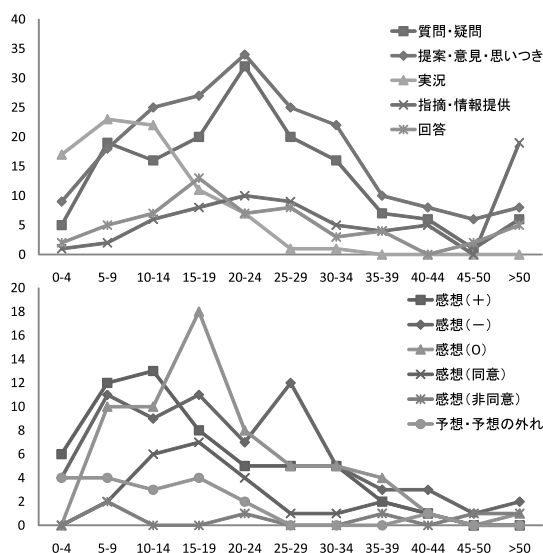 40
35
30
25
20
15
10
5
0
質問・疑問
提案・意見・思いつき
実況
指摘・情報提供
回答
0-4 5-9 10-14 15-19 20-24 25-29 30-34 35-39 40-44 45-50 >50
20
18
16
14
12
10
8
6
4
2
0
感想（＋）
感想（－）
感想（0）
感想（同意）
感想（非同意）
予想・予想の外れ
0-4 5-9 10-14 15-19 20-24 25-29 30-34 35-39 40-44 45-50 >50